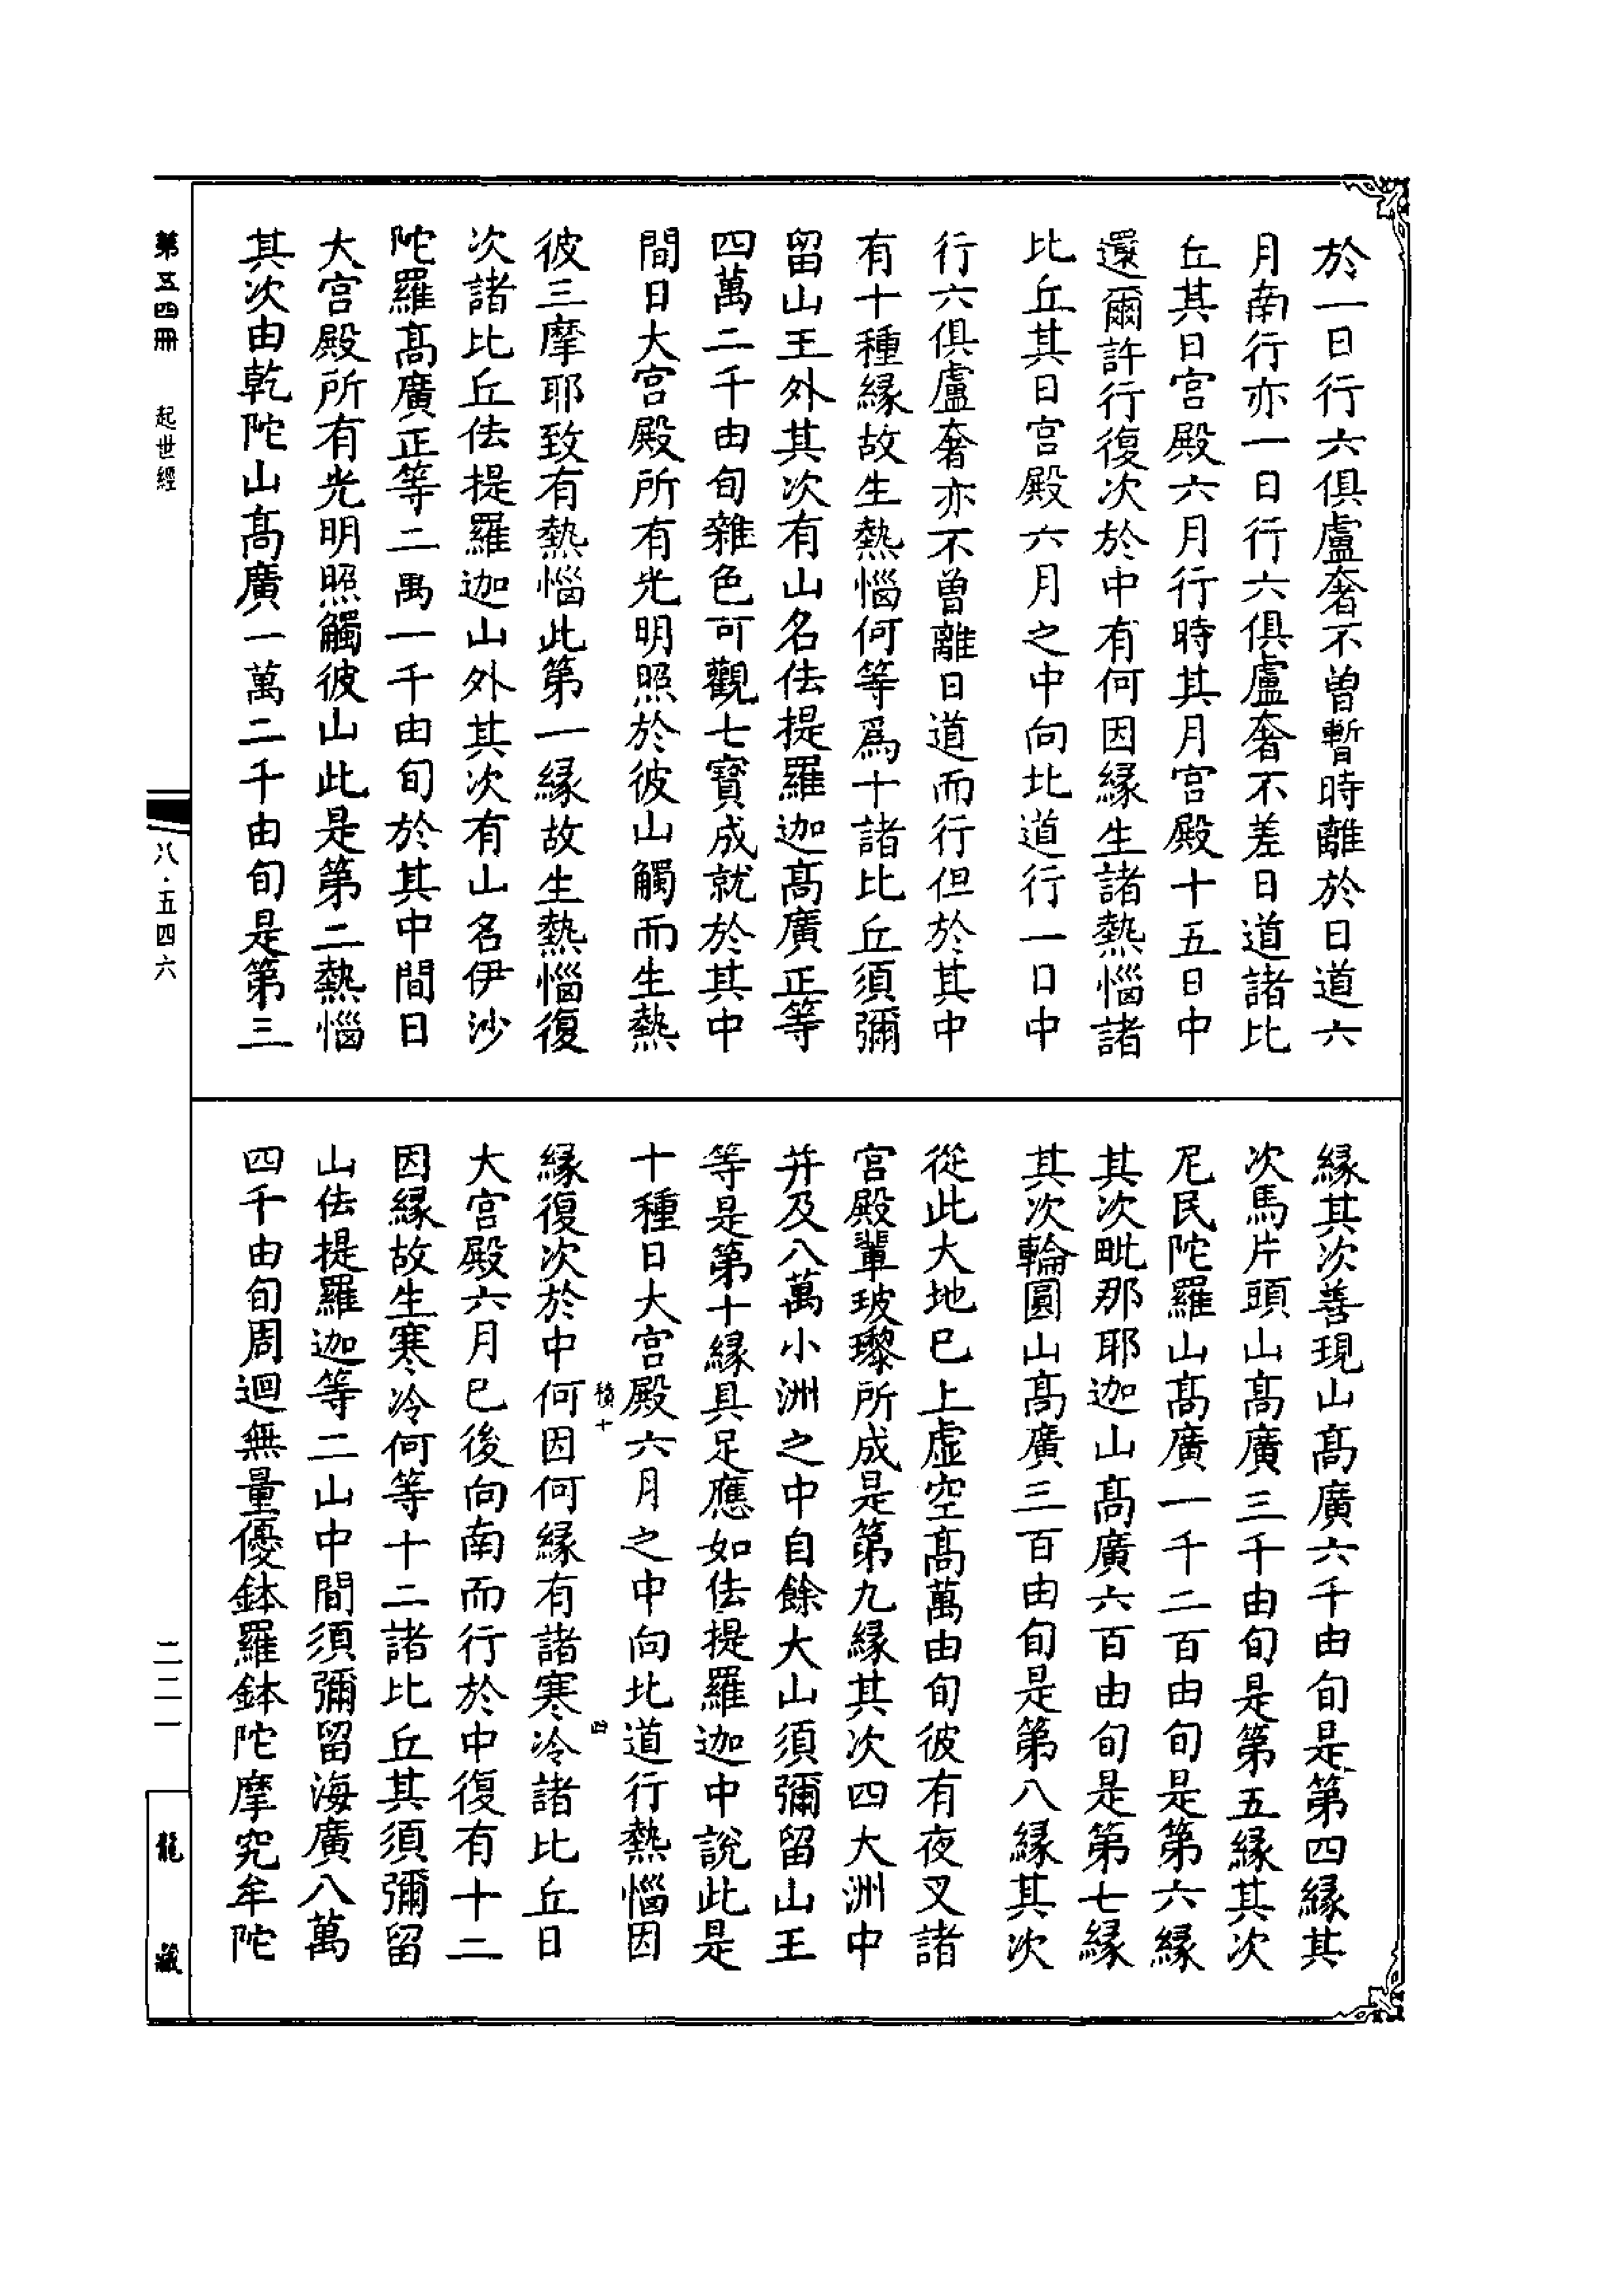 於一日行六俱盧奢不曾暫時離於日道六
月南行亦一日行六俱盧奢不差日道諸比
丘其日宮殿六月行時其月宮殿十五日中
還爾許行復次於中有何因緣生諸熱惱諸
比丘其日宮殿六月之中向北道行一日中
行六俱盧奢亦不曾離日道而行但於其中
有十種緣故生熱惱何等爲十諸比丘須彌
留山王外其次有山名佉提羅迦高廣正等
四萬二千由旬雜色可觀七寶成就於其中
間日大宮殿所有光明照於彼山觸而生熱
彼三摩耶致有熱惱此第一緣故生熱惱復
次諸比丘佉提羅迦山外其次有山名伊沙
陀羅高廣正等二萬一千由旬於其中間日
大宮殿所有光明照觸彼山此是第二熱惱
其次由乾陀山高廣一萬二千由旬是第三
緣其次善現山高廣六千由旬是第四緣其
次馬片頭山高廣三千由旬是第五緣其次
尼民陀羅山高廣一千二百由旬是第六緣
其次毗那耶迦山高廣六百由旬是第七緣
其次輪圓山高廣三百由旬是第八緣其次
從此大地已上虛空高萬由旬彼有夜叉諸
宮殿輩玻瓈所成是第九緣其次四大洲中
并及八萬小洲之中自餘大山須彌留山王
等是第十緣具足應如佉提羅迦中說此是
十種日大宮殿六月之中向北道行熱惱因
積十 四
緣復次於中何因何緣有諸寒冷諸比丘日
大宮殿六月已後向南而行於中復有十二
因緣故生寒冷何等十二諸比丘其須彌留
山佉提羅迦等二山中間須彌留海廣八萬
四千由旬周迴無量優鉢羅鉢陀摩究牟陀
第五四冊 起世經
八·五四六
二二一
龍藏